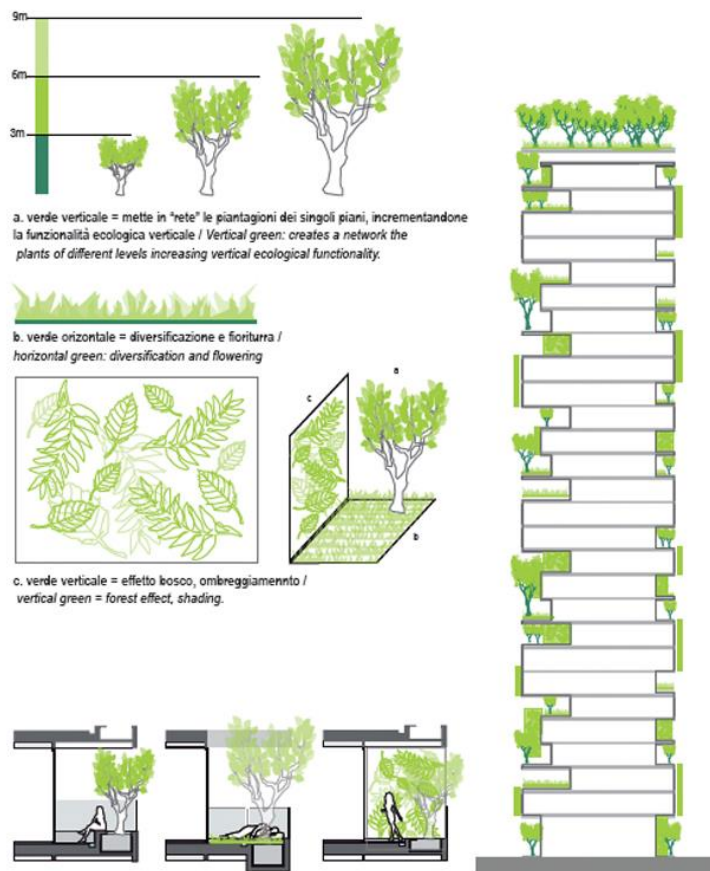 9m
6m
3m
a. verde verticale = mette in "rete" le piantagioni dei singoli piani, incrementandone
la funzionalità ecologica verticale / Vertical green: creates a network the
plants of different levels increasing vertical ecological functionality.
b. verde orizontale = diversificazione e fioriturra /
horizontal green: diversification and flowering
c
a
b
c. verde verticale = effetto bosco, ombreggiamennto /
vertical green = forest effect, shading.